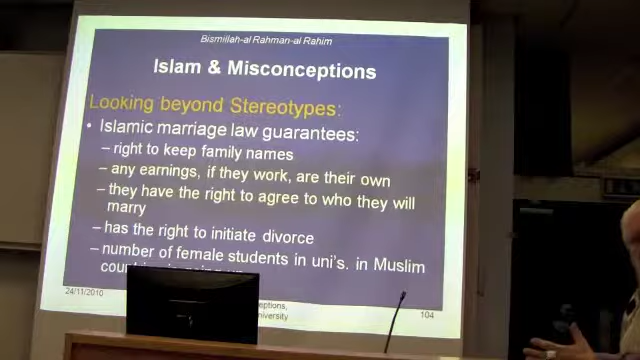 Bismillah-al Rahman-al Rahim
Islam & Misconceptions
Looking beyond Stereotypes:
• Islamic marriage law guarantees:
– right to keep family names
– any earnings, if they work, are their own
– they have the right to agree to who they will
marry
– has the right to initiate divorce
– number of female students in uni's. in Muslim
24/11/2010
104